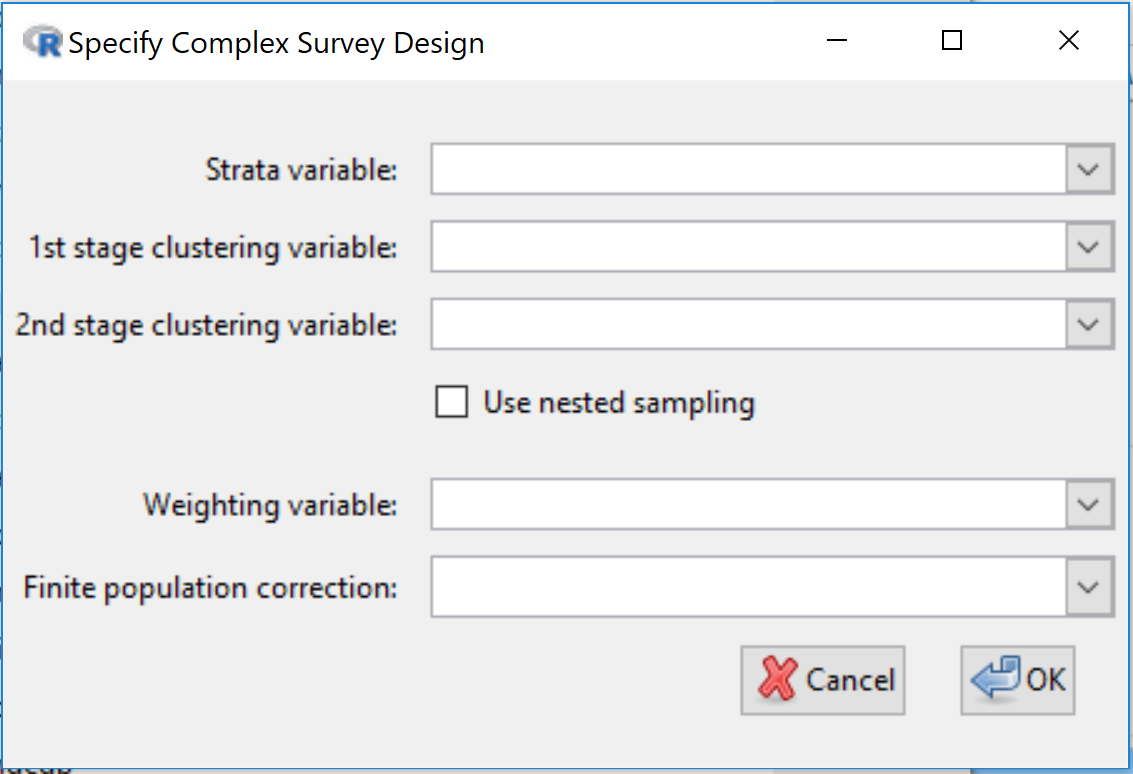 Specify Complex Survey Design
Strata variable:
1st stage clustering variable:
2nd stage clustering variable:
Use nested sampling
Weighting variable:
Finite population correction:
Cancel
OK